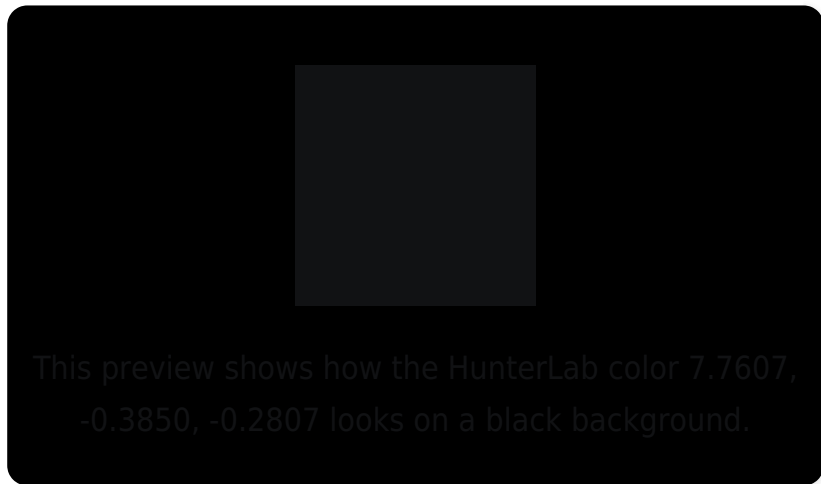 This preview shows how the HunterLab color 7.7607,
-0.3850, -0.2807 looks on a black background.